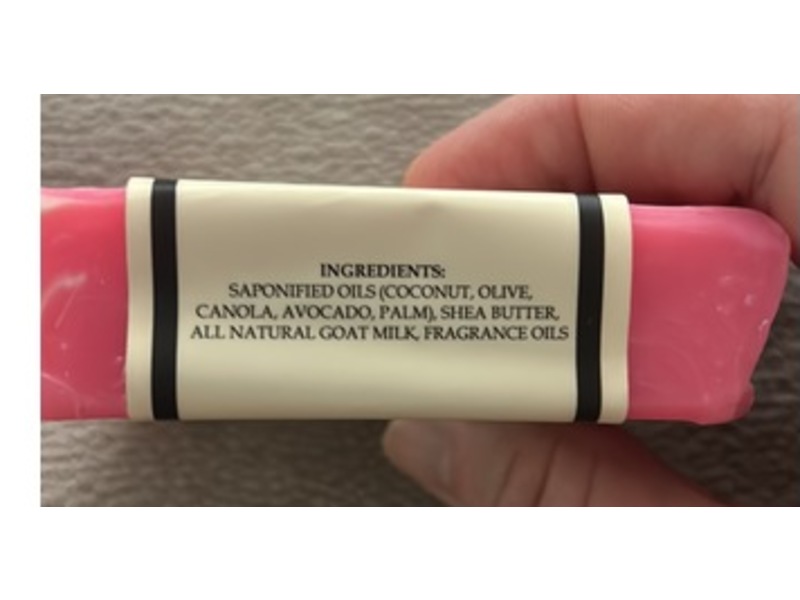 INGREDIENTS:
SAPONIFIED OILS (COCONUT, OLIVE,
CANOLA, AVOCADO, PALM), SHEA BUTTER,
ALL NATURAL GOAT MILK, FRAGRANCE OILS